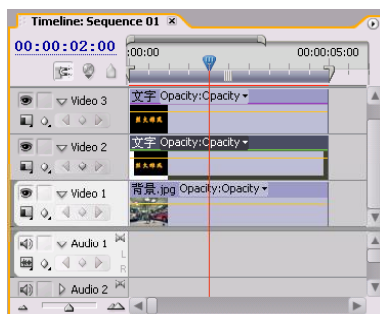 Timeline: Sequence 01
00:00:02:00
:00:00
00:00:05:00
Video 3
文字 Opacity:Opacity
Video 2
文字 Opacity:Opacity
Video 1
背景.jpg Opacity:Opacity
Audio 1
L
R
Audio 2